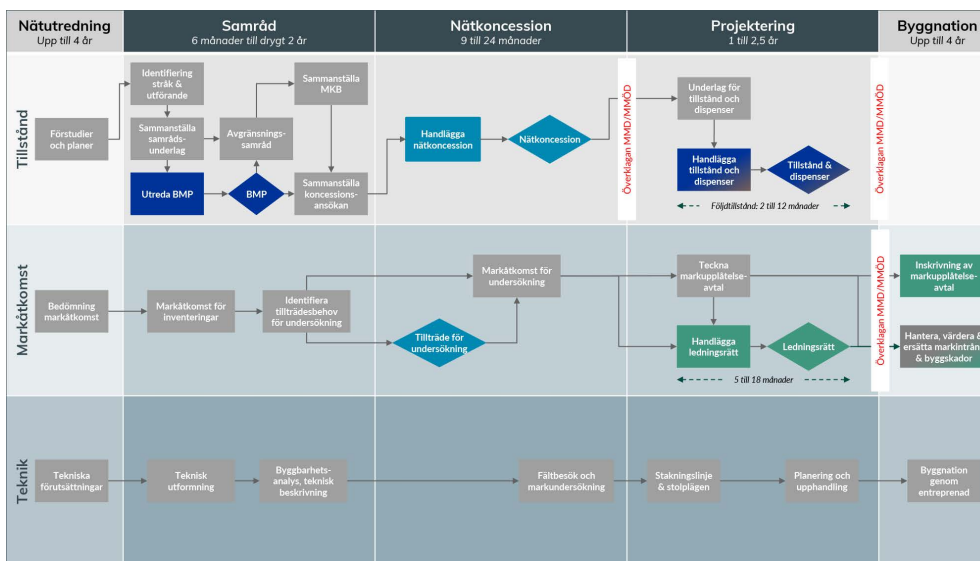 Nätutredning
Upp till 4 år
Samråd
6 månader till drygt 2 år
Nätkoncession
9 till 24 månader
Projektering
1 till 2,5 år
Byggnation
Upp till 4 år
Tillstånd
Förstudier
och planer
Identifiering
stråk &
utförande
Sammanställa
samråds-
underlag
Utreda BMP
Avgränsnings-
samråd
BMP
Sammanställa
MKB
Sammanställa
koncessions-
ansökan
Handlägga
nätkoncession
Nätkoncession
Överklagan MMD/MMÖD
Underlag för
tillstånd och
dispenser
Handlägga
tillstånd och
dispenser
Tillstånd &
dispenser
Följdtillstånd: 2 till 12 månader
Överklagan MMD/MMÖD
Markåtkomst
Bedömning
markåtkomst
Markåtkomst för
inventeringar
Identifiera
tillträdesbehov
för undersökning
Tillträde för
undersökning
Markåtkomst för
undersökning
Teckna
markupplåtelse-
avtal
Handlägga
ledningsrätt
Ledningsrätt
5 till 18 månader
Överklagan MMD/MMÖD
Inskrivning av
markupplåtelse-
avtal
Hantera, värdera &
ersätta markintrån
& byggskador
Teknik
Tekniska
förutsättningar
Teknisk
utformning
Byggbarhets-
analys, teknisk
beskrivning
Fältbesök och
markundersökning
Stakningslinje
& stolplägen
Planering och
upphandling
Byggnation
genom
entreprenad